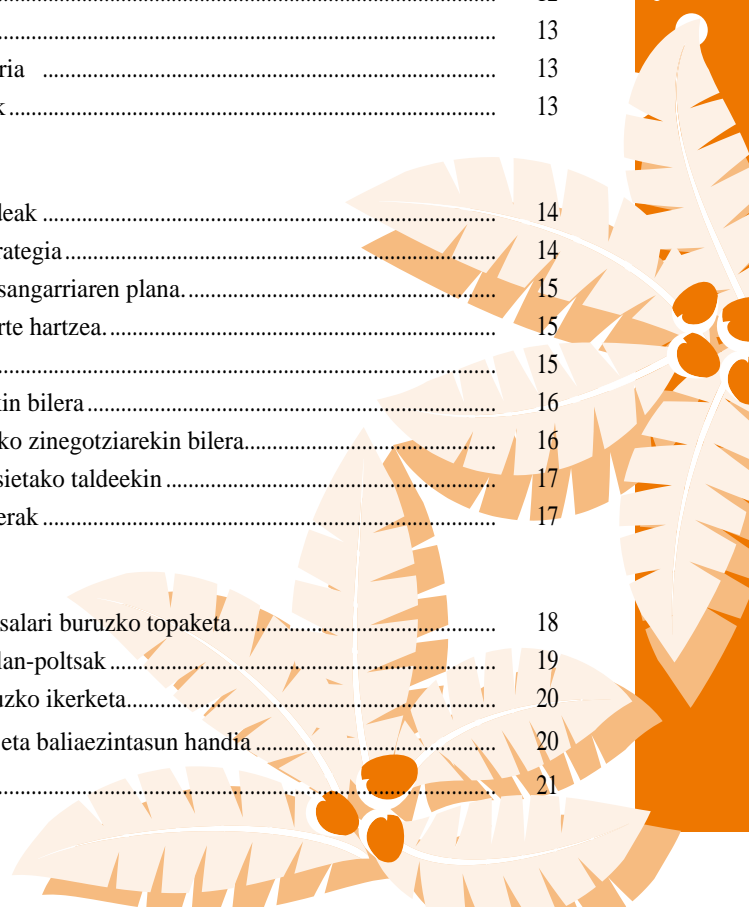 ........ 12
........ 13
ria ........ 13
k ........ 13
deak ........ 14
rategia ........ 14
sangarriaren plana. ........ 15
rte hartzea. ........ 15
........ 15
kin bilera ........ 16
ko zinegotziarekin bilera ........ 16
sietako taldeekin ........ 17
erak ........ 17
salari buruzko topaketa ........ 18
lan-poltsak ........ 19
uzko ikerketa ........ 20
eta baliaezintasun handia ........ 20
........ 21